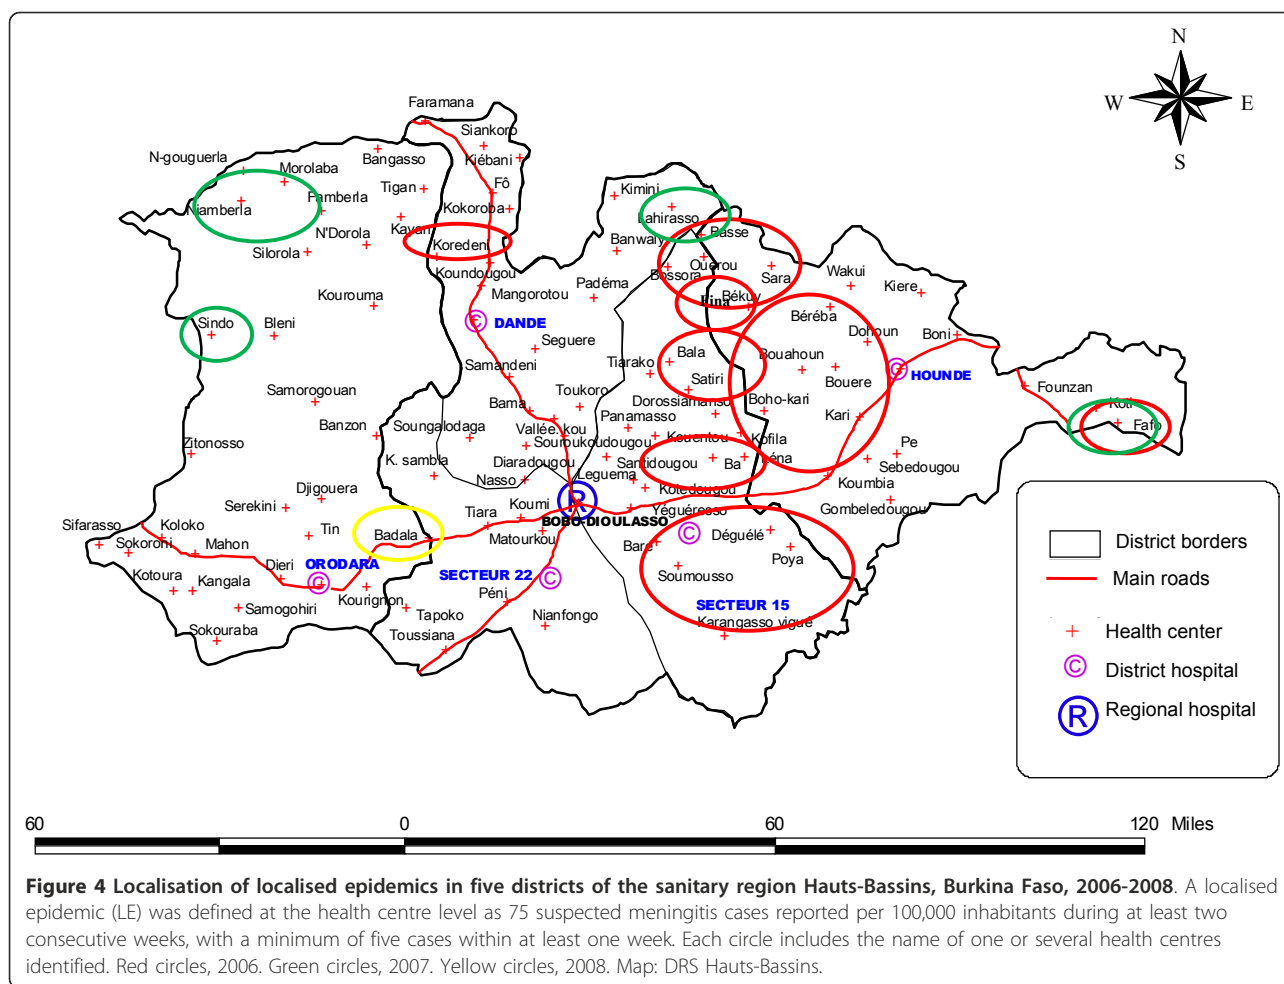 N
W
E
S
Faramana
Siankoro
N-gouguerla
Bangasso
Kiébani
Morolaba
Tigan
Fô
Kimini
Niamberla
Famberla
Kokoroba
Lahirasso
Kayan
N'Dorola
Koredeni
Banwaly
Basse
Silorola
Ouérou
Koundougou
Bossora
Sara
Wakui
Mangorotou
Padéma
Kiere
Kourouma
Fina
Békuy
Béréba
Sindo
Bleni
DANDE
Dohoun
Boni
Seguere
Tiarako
Bala
Bouahoun
Samandeni
Satiri
Bouere
HOUNDE
Founzan
Samorogouan
Toukoro
Dorossiamanso
Boho-kari
Koti
Bama
Panamasso
Kari
Fafo
Banzon
Soungalodaga
Vallée. kou
Kouentou
Kofila
Zitonosso
Souroukoudougou
Pe
K. sambla
Diaradougou
Santidougou
Ba
Léna
Sebedougou
Nasso
Leguema
Koumbia
Djigouera
Kotedougou
Serekini
Koumi
R
Yéguéresso
Gombeledougou
Sifarasso
Koloko
Tin
Badala
Tiara
BOBO-DIOULASSO
Sokoroni
Mahon
Matourkou
Bare
Déguélé
Poya
Dieri
ORODARA
SECTEUR 22
Soumousso
Kotoura
Kangala
Kourignon
Péni
SECTEUR 15
Samogohiri
Tapoko
Nianfongo
Karangasso vigué
Sokouraba
Toussiana
District borders
Main roads
Health center
© District hospital
R Regional hospital
60 0 60 120 Miles
Figure 4 Localisation of localised epidemics in five districts of the sanitary region Hauts-Bassins, Burkina Faso, 2006-2008. A localised
epidemic (LE) was defined at the health centre level as 75 suspected meningitis cases reported per 100,000 inhabitants during at least two
consecutive weeks, with a minimum of five cases within at least one week. Each circle includes the name of one or several health centres
identified. Red circles, 2006. Green circles, 2007. Yellow circles, 2008. Map: DRS Hauts-Bassins.